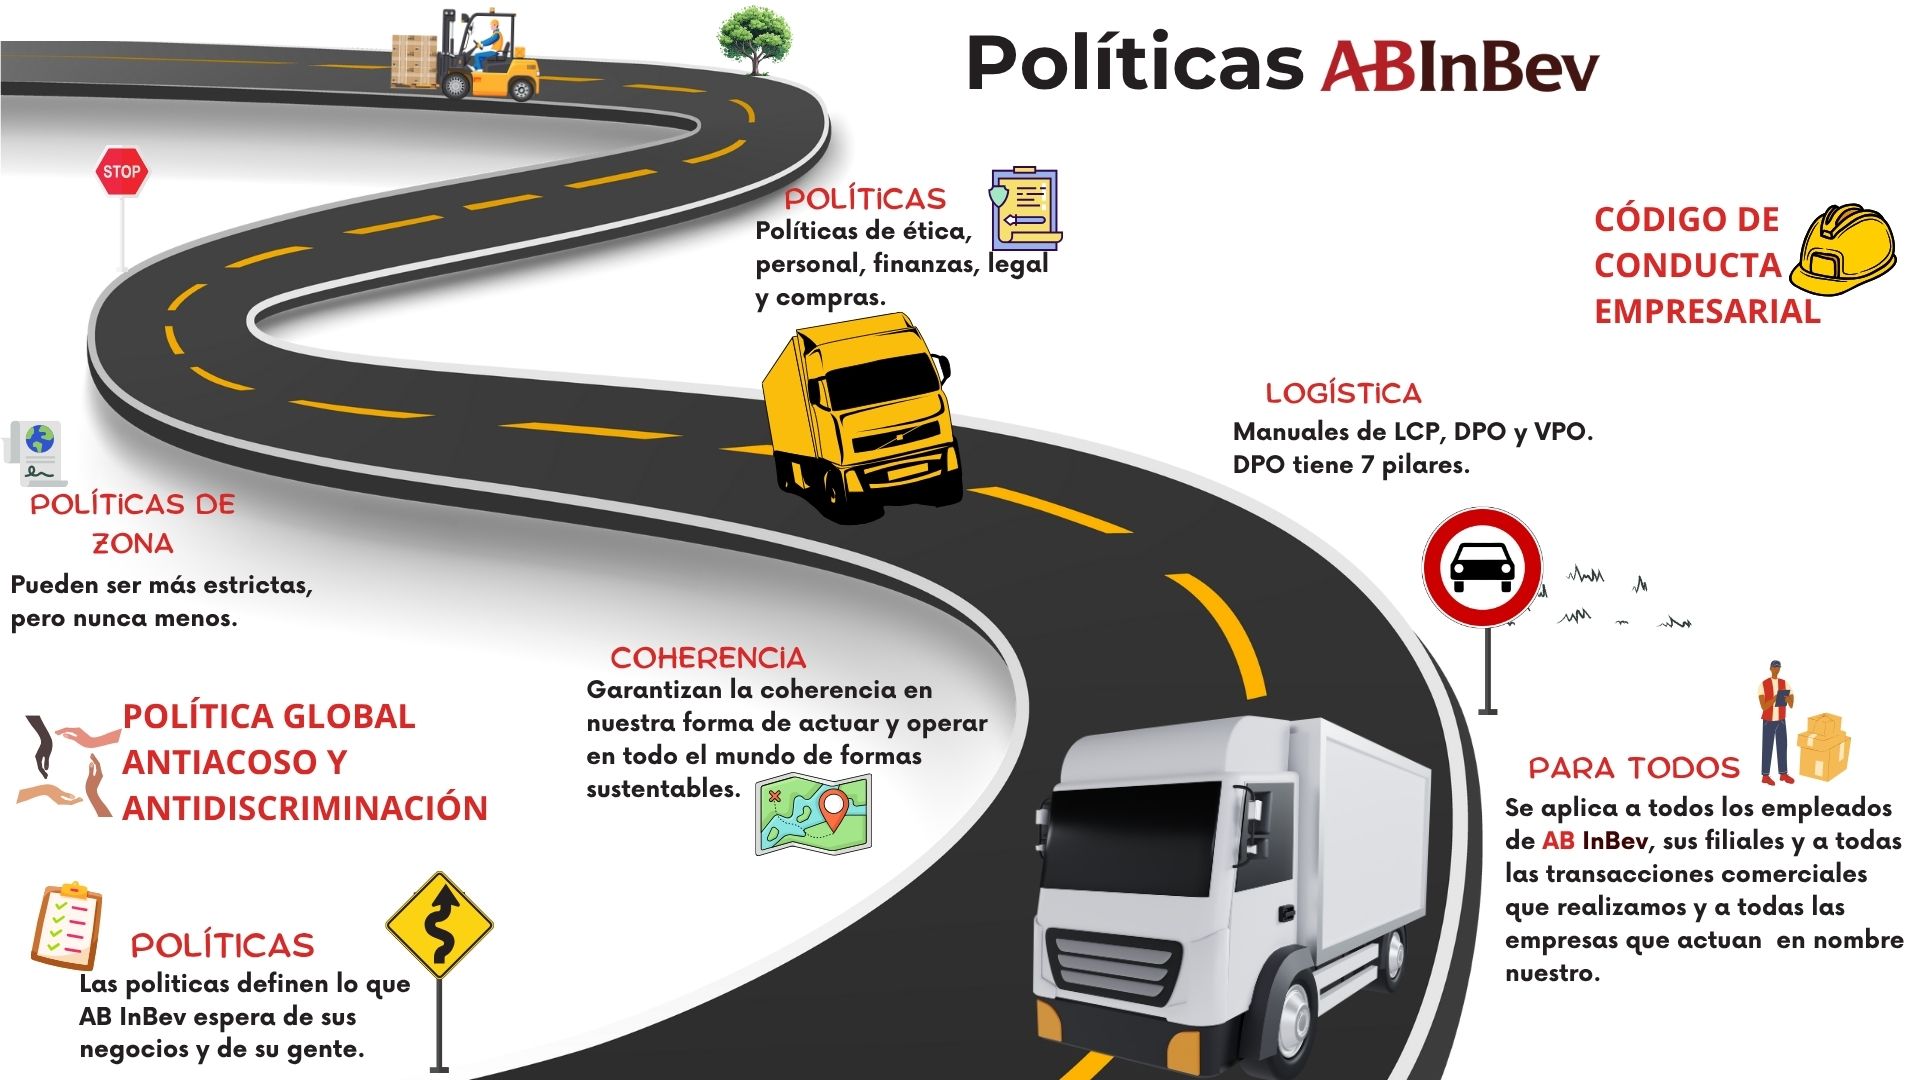 Políticas ABInBev
STOP
POLÍTiCAS
Políticas de ética,
personal, finanzas, legal
y compras.
CÓDIGO DE
CONDUCTA
EMPRESARIAL
LOGÍSTiCA
Manuales de LCP, DPO y VPO.
DPO tiene 7 pilares.
POLÍTiCAS DE
ZONA
Pueden ser más estrictas,
pero nunca menos.
COHERENCiA
Garantizan la coherencia en
nuestra forma de actuar y operar
en todo el mundo de formas
sustentables.
POLÍTICA GLOBAL
ANTIACOSO Y
ANTIDISCRIMINACIÓN
PARA TODOS
Se aplica a todos los empleados
de AB InBev, sus filiales y a todas
las transacciones comerciales
que realizamos y a todas las
empresas que actuan  en nombre
nuestro.
POLÍTICAS
Las politicas definen lo que
AB InBev espera de sus
negocios y de su gente.